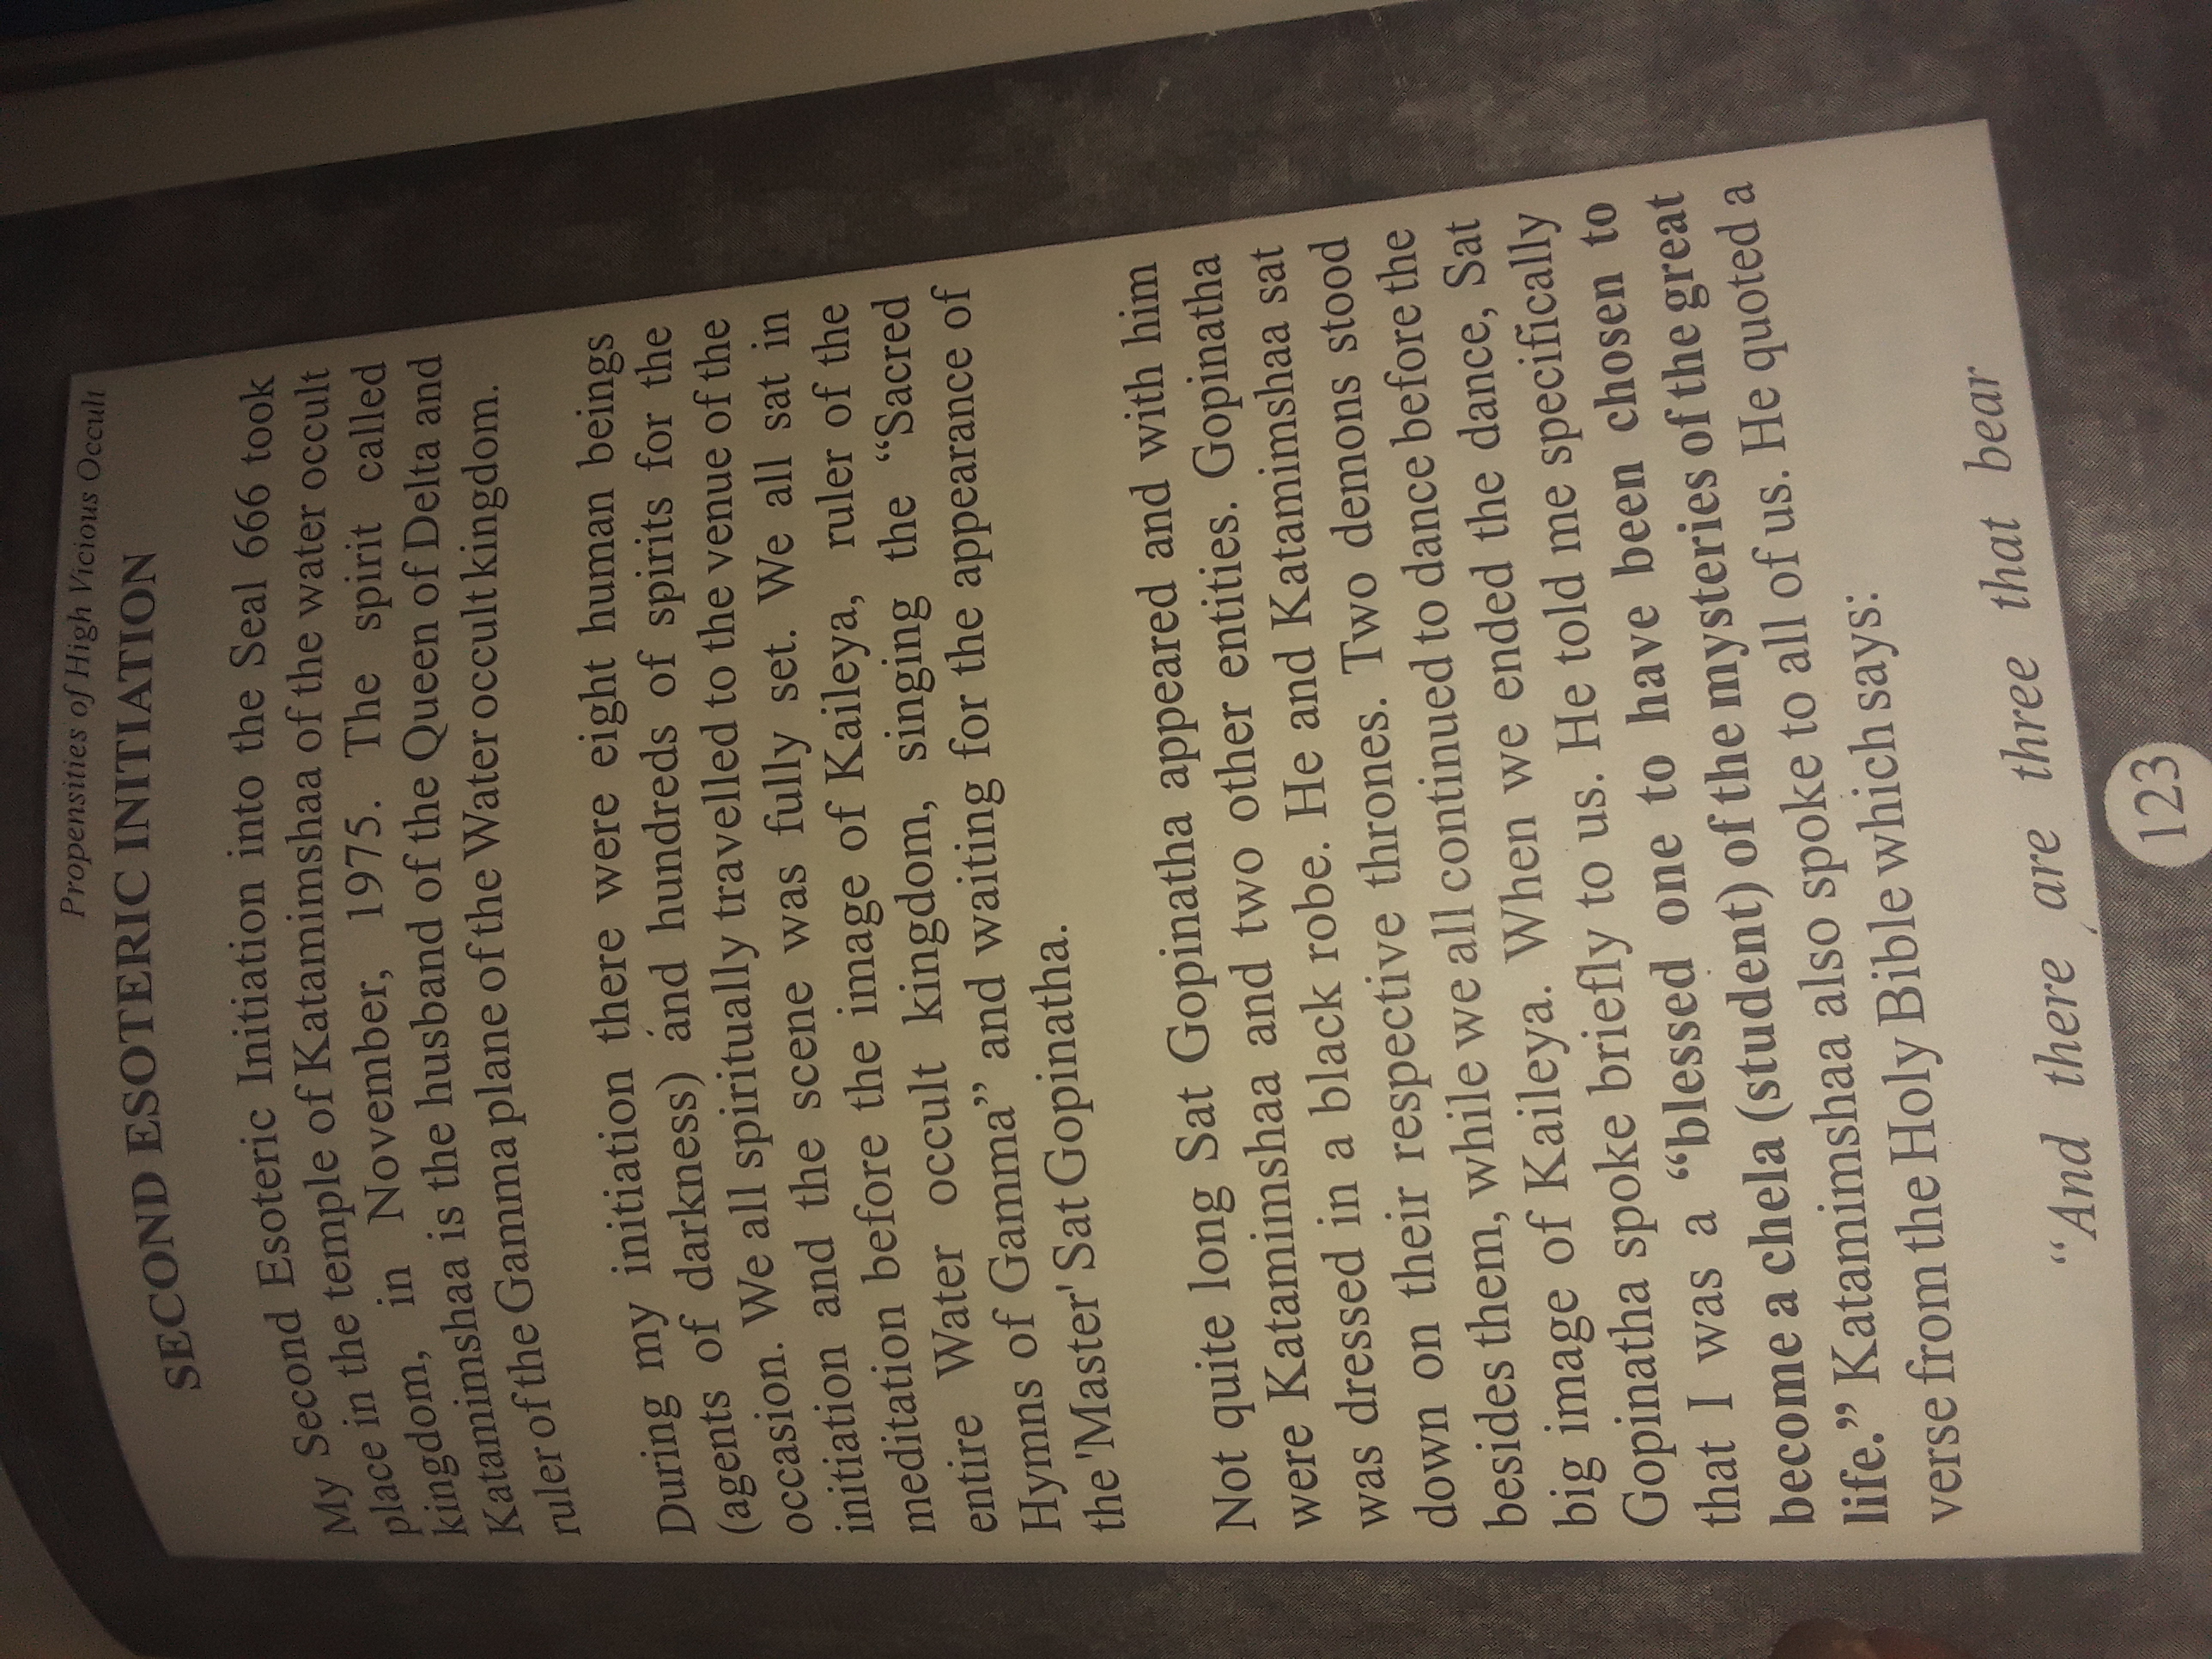 Propensities of High Vicious Occult
SECOND ESOTERIC INITIATION
My Second Esoteric Initiation into the Seal 666 took
place in the temple of Katamimshaa of the water occult
kingdom, in November, 1975. The spirit called
Katamimshaa is the husband of the Queen of Delta and
ruler of the Gamma plane of the Water occult kingdom.
During my initiation there were eight human beings
(agents of darkness) and hundreds of spirits for the
occasion. We all spiritually travelled to the venue of the
initiation and the scene was fully set. We all sat in
meditation before the image of Kaileya, ruler of the
entire Water occult kingdom, singing the “Sacred
Hymns of Gamma” and waiting for the appearance of
the 'Master' Sat Gopinatha.
Not quite long Sat Gopinatha appeared and with him
were Katamimshaa and two other entities. Gopinatha
was dressed in a black robe. He and Katamimshaa sat
down on their respective thrones. Two demons stood
besides them, while we all continued to dance before the
big image of Kaileya. When we ended the dance, Sat
Gopinatha spoke briefly to us. He told me specifically
that I was a “blessed one to have been chosen to
become a chela (student) of the mysteries of the great
life.” Katamimshaa also spoke to all of us. He quoted a
verse from the Holy Bible which says:
“And there are three that bear
123